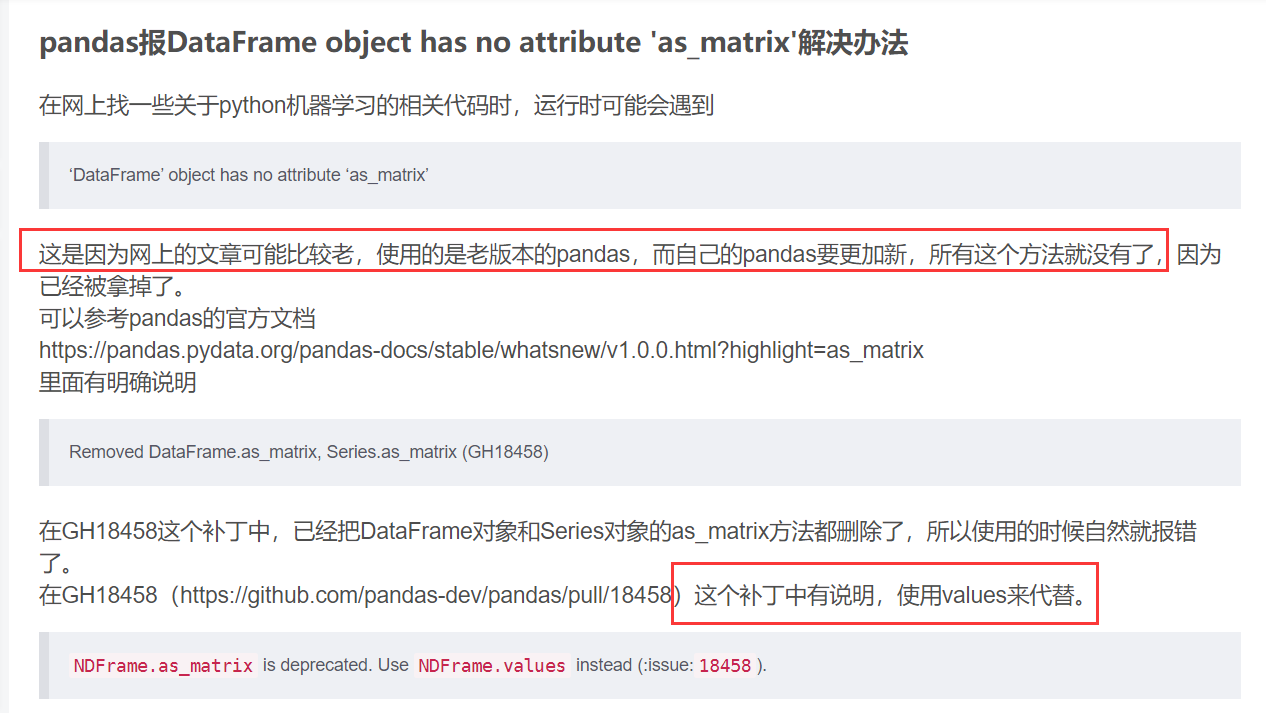 pandas报DataFrame object has no attribute 'as_matrix'解决办法
在网上找一些关于python机器学习的相关代码时，运行时可能会遇到
‘DataFrame’ object has no attribute ‘as_matrix’
这是因为网上的文章可能比较老，使用的是老版本的pandas，而自己的pandas要更加新，所有这个方法就没有了，因为
已经被拿掉了。
可以参考pandas的官方文档
https://pandas.pydata.org/pandas-docs/stable/whatsnew/v1.0.0.html?highlight=as_matrix
里面有明确说明
Removed DataFrame.as_matrix, Series.as_matrix (GH18458)
在GH18458这个补丁中，已经把DataFrame对象和Series对象的as_matrix方法都删除了，所以使用的时候自然就报错
了。
在GH18458（https://github.com/pandas-dev/pandas/pull/18458）这个补丁中有说明，使用values来代替。
NDFrame.as_matrix is deprecated. Use NDFrame.values instead (:issue: 18458 ).